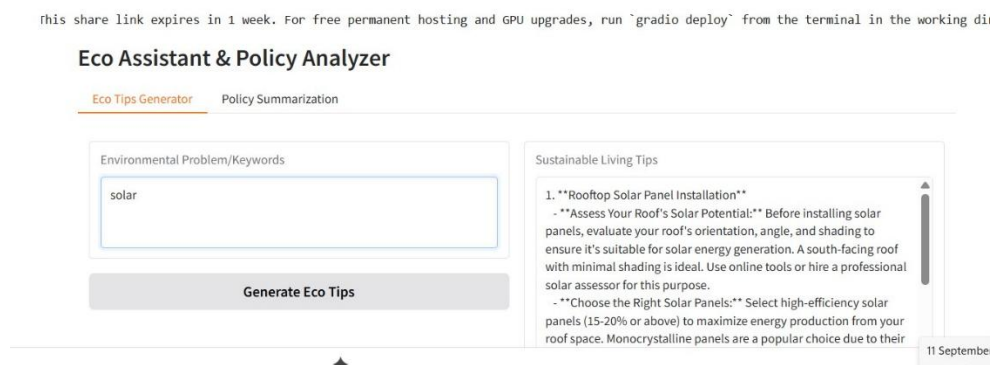 This share link expires in 1 week. For free permanent hosting and GPU upgrades, run `gradio deploy` from the terminal in the working
Eco Assistant & Policy Analyzer
Eco Tips Generator Policy Summarization
Environmental Problem/Keywords
solar
Generate Eco Tips
Sustainable Living Tips
1. **Rooftop Solar Panel Installation**
- **Assess Your Roof's Solar Potential:** Before installing solar
panels, evaluate your roof's orientation, angle, and shading to
ensure it's suitable for solar energy generation. A south-facing roof
with minimal shading is ideal. Use online tools or hire a professional
solar assessor for this purpose.
- **Choose the Right Solar Panels:** Select high-efficiency solar
panels (15-20% or above) to maximize energy production from your
roof space. Monocrystalline panels are a popular choice due to their
11 September